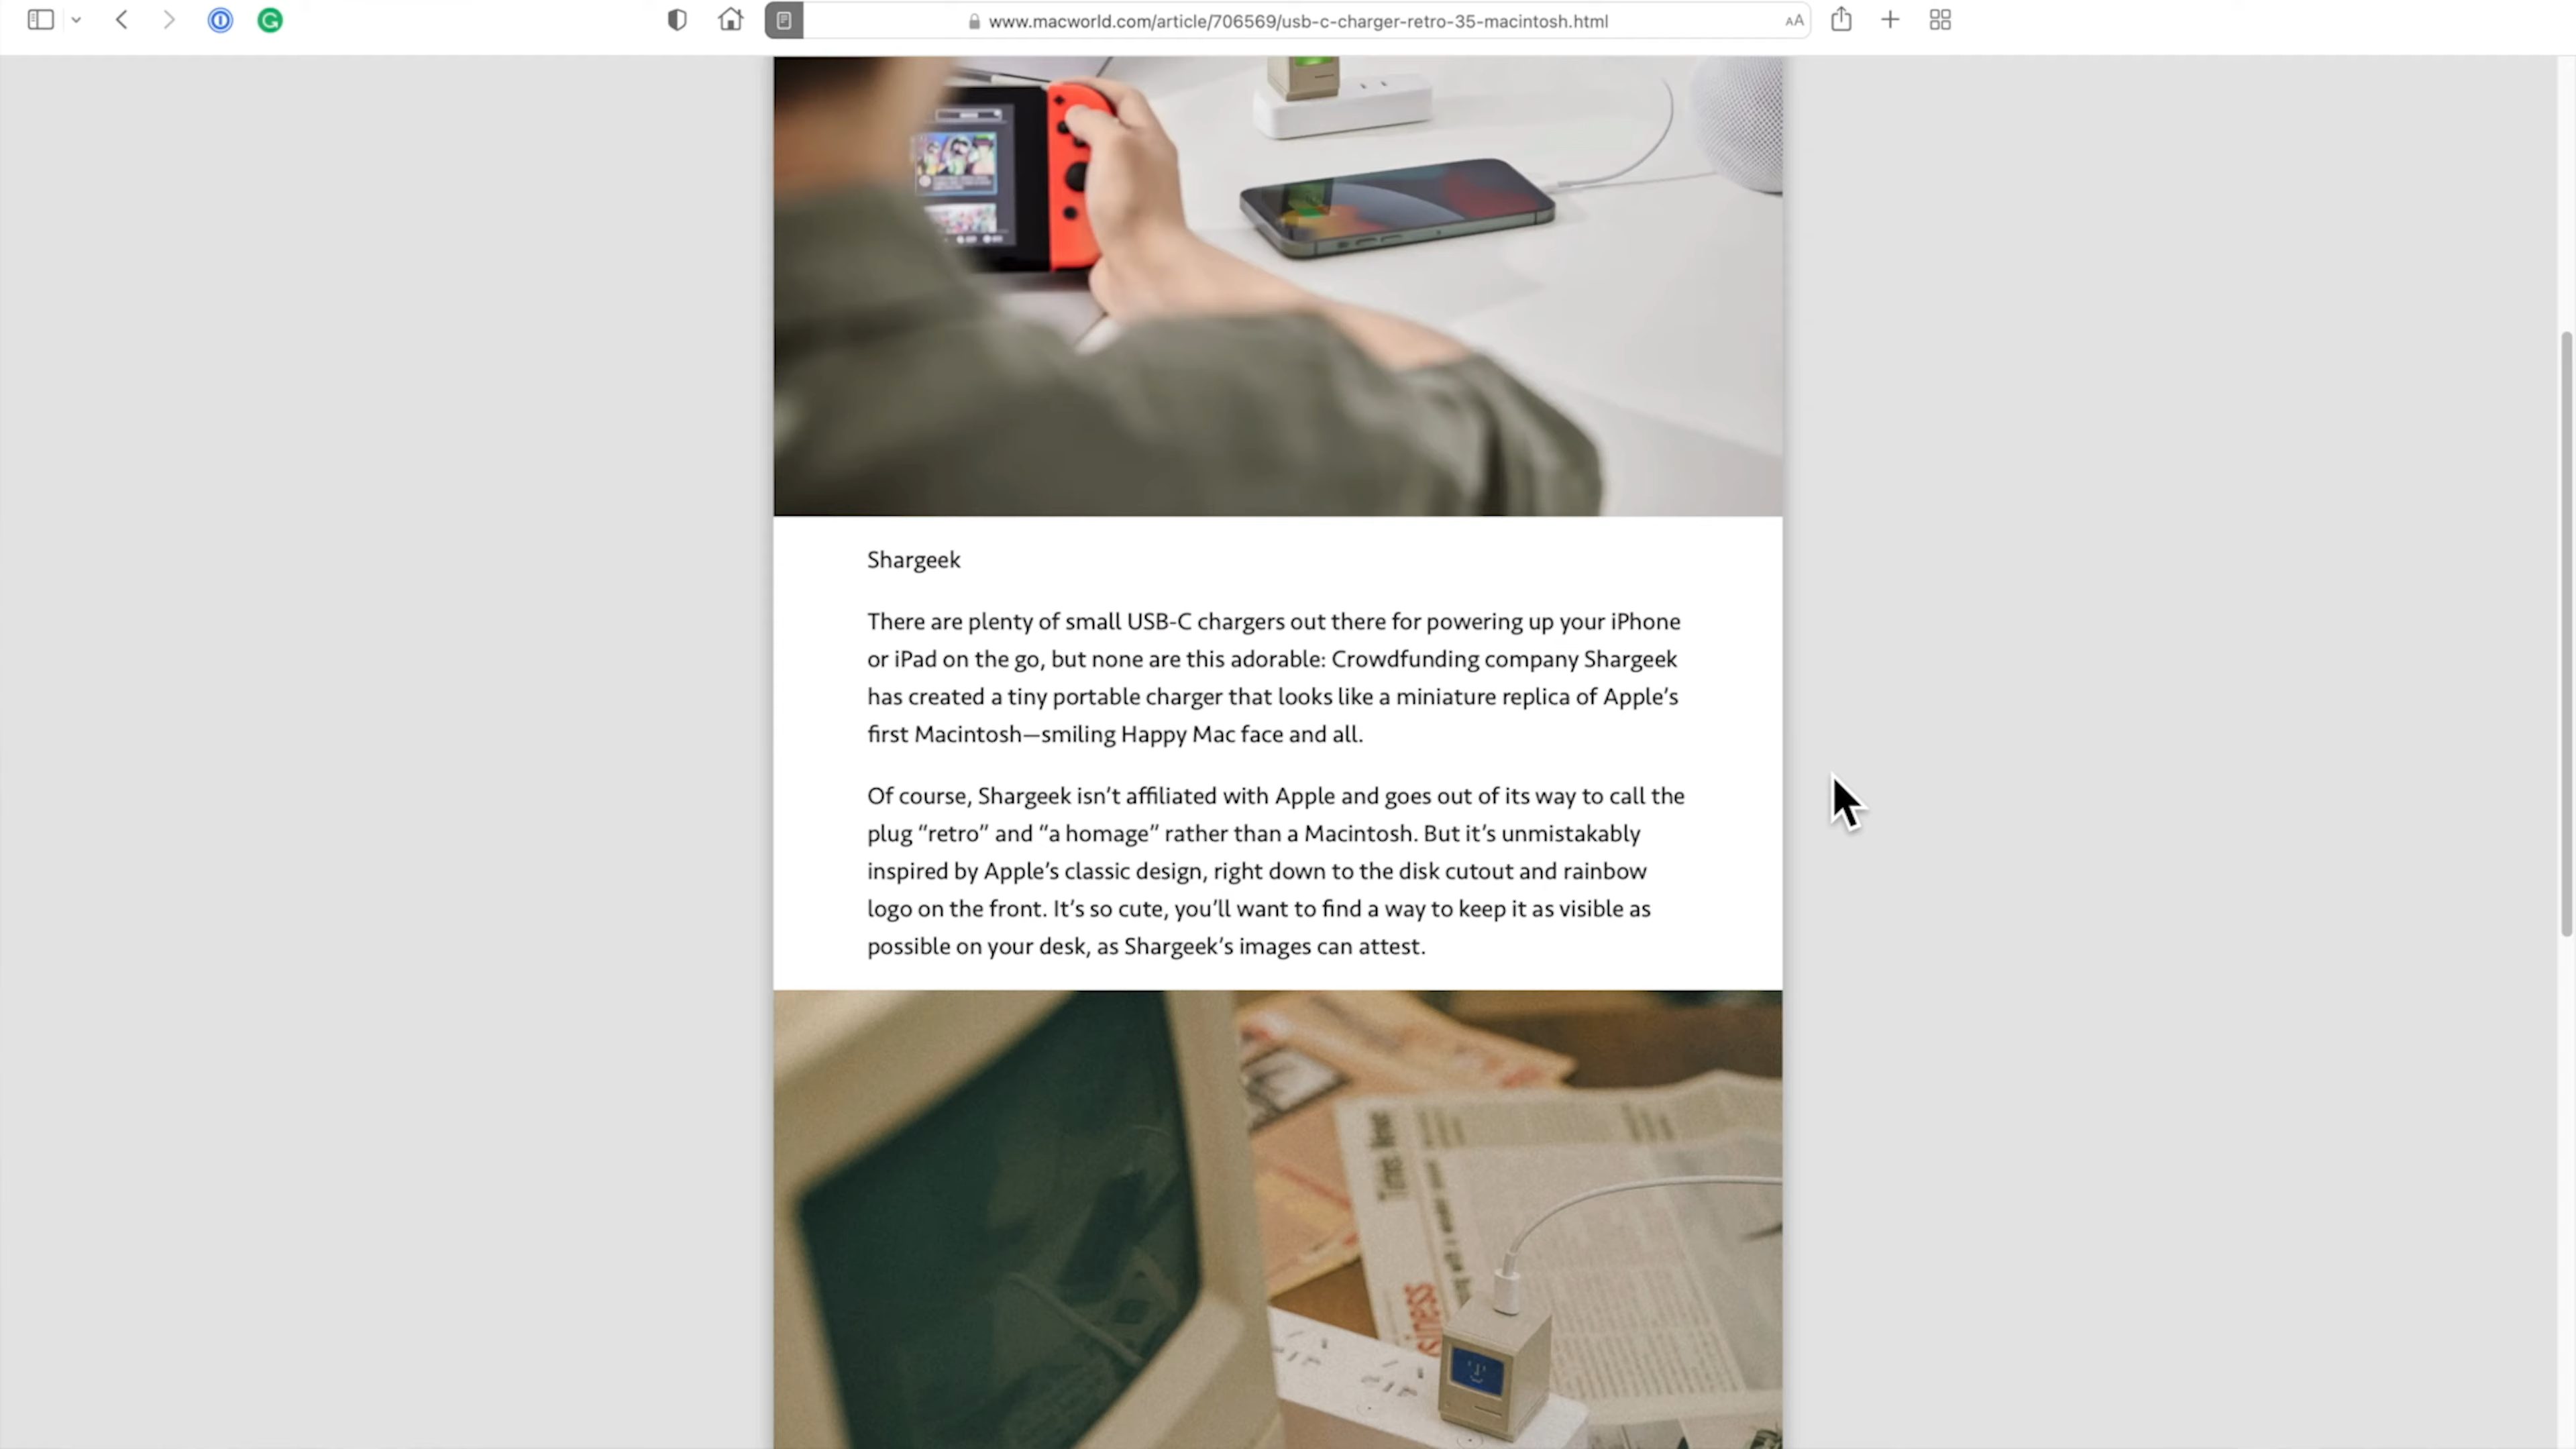 www.macworld.com/article/706569/usb-c-charger-retro-35-macintosh.html
AA
Shargeek
There are plenty of small USB-C chargers out there for powering up your iPhone
or iPad on the go, but none are this adorable: Crowdfunding company Shargeek
has created a tiny portable charger that looks like a miniature replica of Apple’s
first Macintosh—smiling Happy Mac face and all.
Of course, Shargeek isn’t affiliated with Apple and goes out of its way to call the
plug “retro” and “a homage” rather than a Macintosh. But it’s unmistakably
inspired by Apple’s classic design, right down to the disk cutout and rainbow
logo on the front. It’s so cute, you’ll want to find a way to keep it as visible as
possible on your desk, as Shargeek’s images can attest.